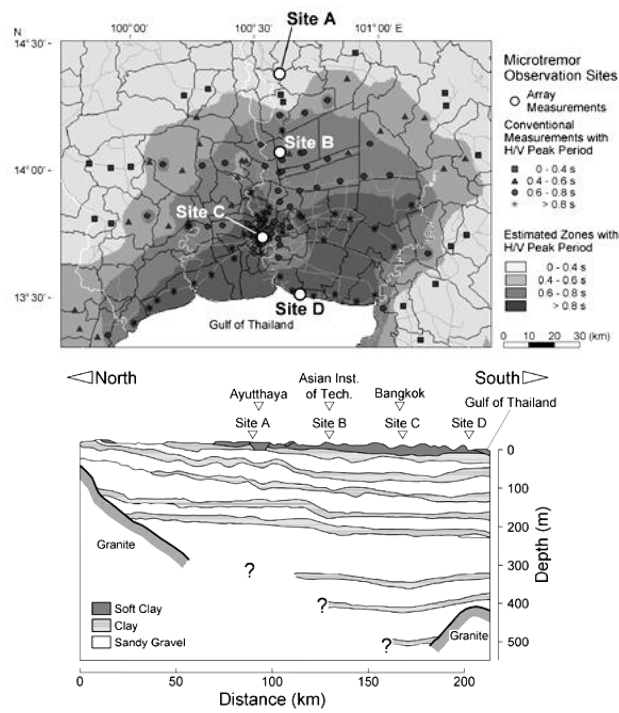 N
14°30'
14°00'
13°30'
100°00'
100°30'
101°00'
Site A
Site B
Site C
Site D
Gulf of Thailand
Microtremor
Observation Sites
Array
Measurements
Conventional
Measurements with
H/V Peak Period
0 - 0.4 s
0.4 - 0.6 s
0.6 - 0.8 s
> 0.8 s
Estimated Zones with
H/V Peak Period
0 - 0.4 s
0.4 - 0.6 s
0.6 - 0.8 s
> 0.8 s
0 10 20 30 (km)
North
South
Ayutthaya
Asian Inst.
of Tech.
Bangkok
Gulf of Thailand
Site A
Site B
Site C
Site D
0
100
200
300
400
500
Depth (m)
Granite
?
?
?
Granite
Soft Clay
Clay
Sandy Gravel
0 50 100 150 200
Distance (km)